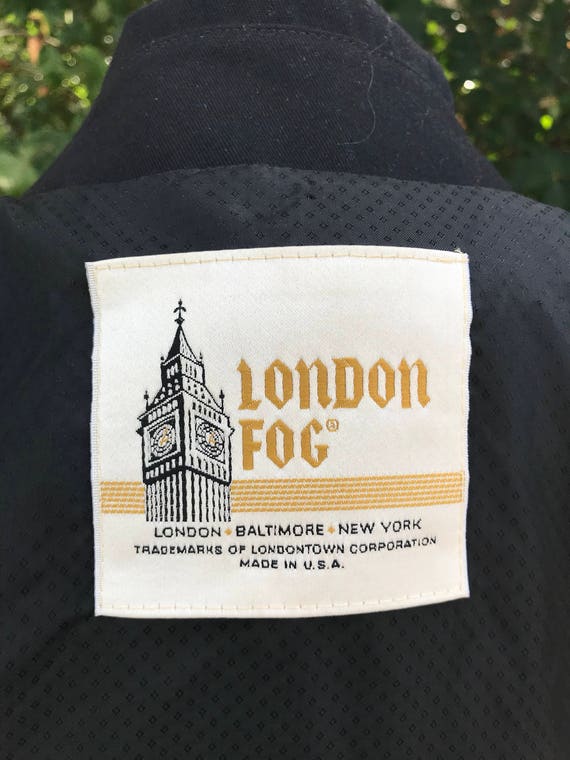 LONDON
FOG®
LONDON✦BALTIMORE✦NEW YORK
TRADEMARKS OF LONDONTOWN CORPORATION
MADE IN U.S.A.